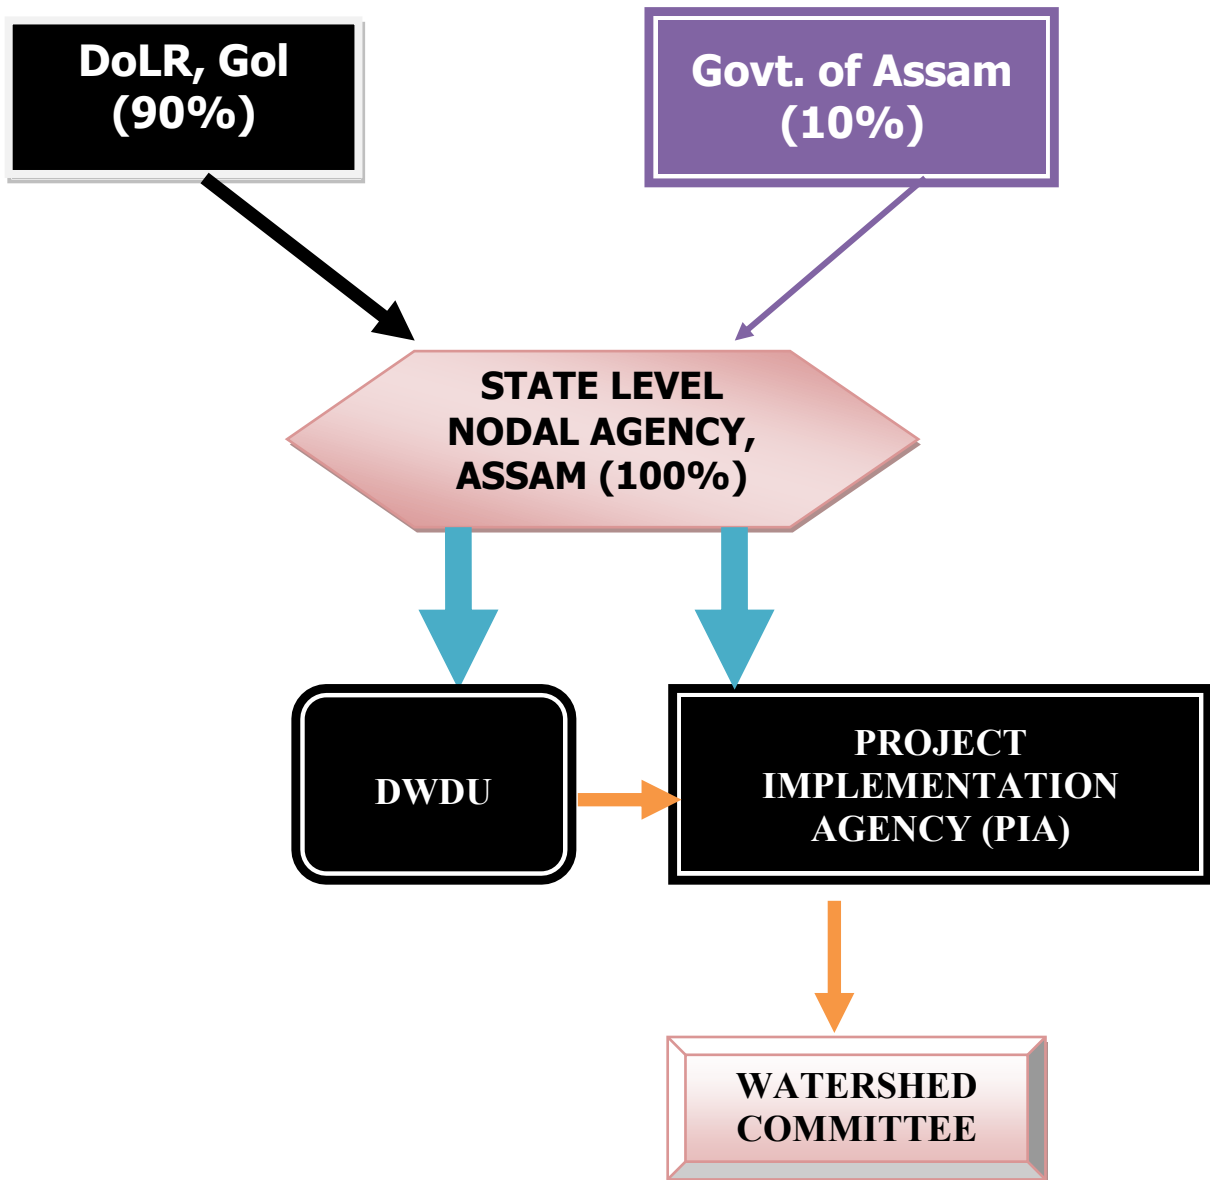 DoLR, GoI
(90%)
Govt. of Assam
(10%)
STATE LEVEL
NODAL AGENCY,
ASSAM (100%)
DWDU
PROJECT
IMPLEMENTATION
AGENCY (PIA)
WATERSHED
COMMITTEE